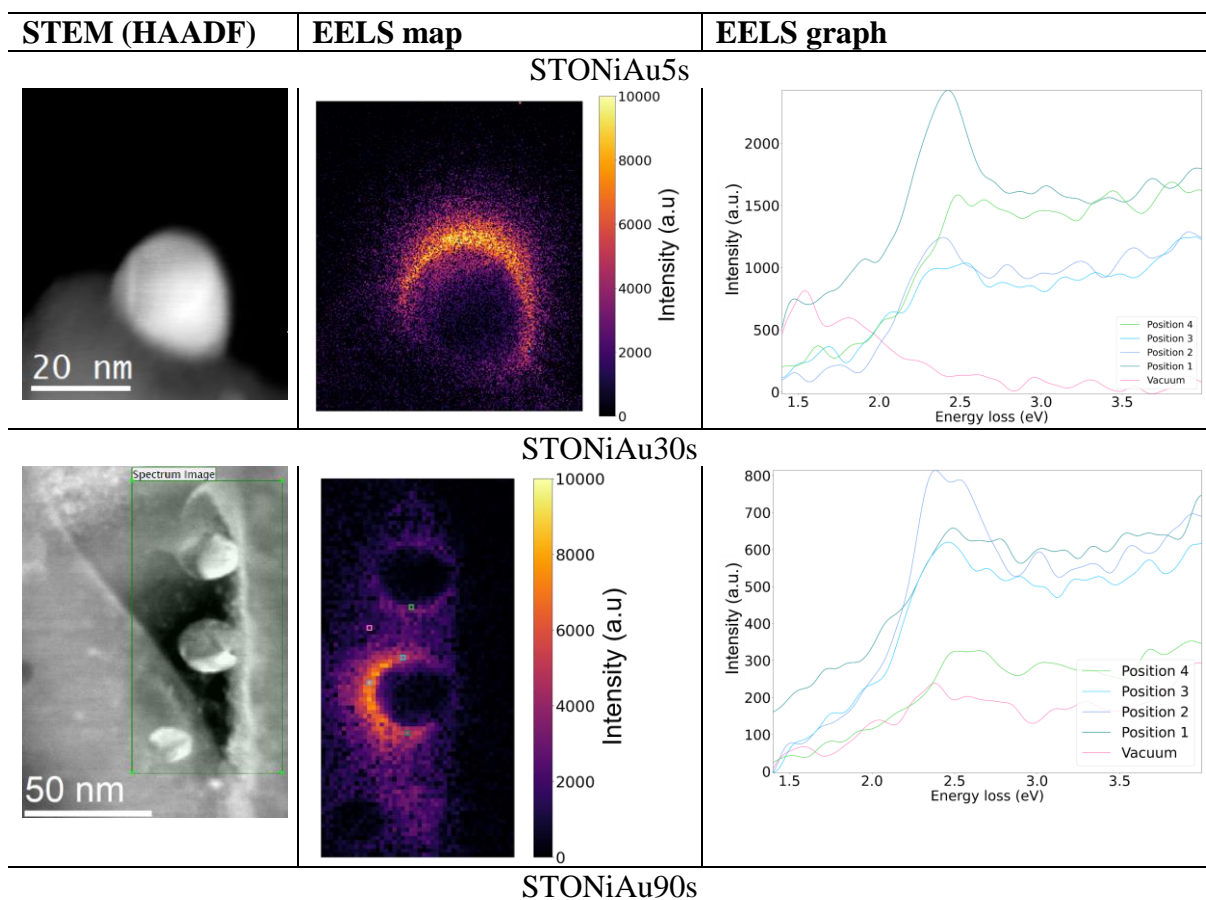 STEM (HAADF) EELS map EELS graph
STONiAu5s
20 nm
10000
8000
6000
4000
2000
0
Intensity (a.u)
2000
1500
1000
500
0
Intensity (a.u.)
1.5 2.0 2.5 3.0 3.5
Energy loss (eV)
Position 4
Position 3
Position 2
Position 1
Vacuum
STONiAu30s
Spectrum Image
50 nm
10000
8000
6000
4000
2000
0
Intensity (a.u)
800
700
600
500
400
300
200
100
0
Intensity (a.u.)
1.5 2.0 2.5 3.0 3.5
Energy loss (eV)
Position 4
Position 3
Position 2
Position 1
Vacuum
STONiAu90s